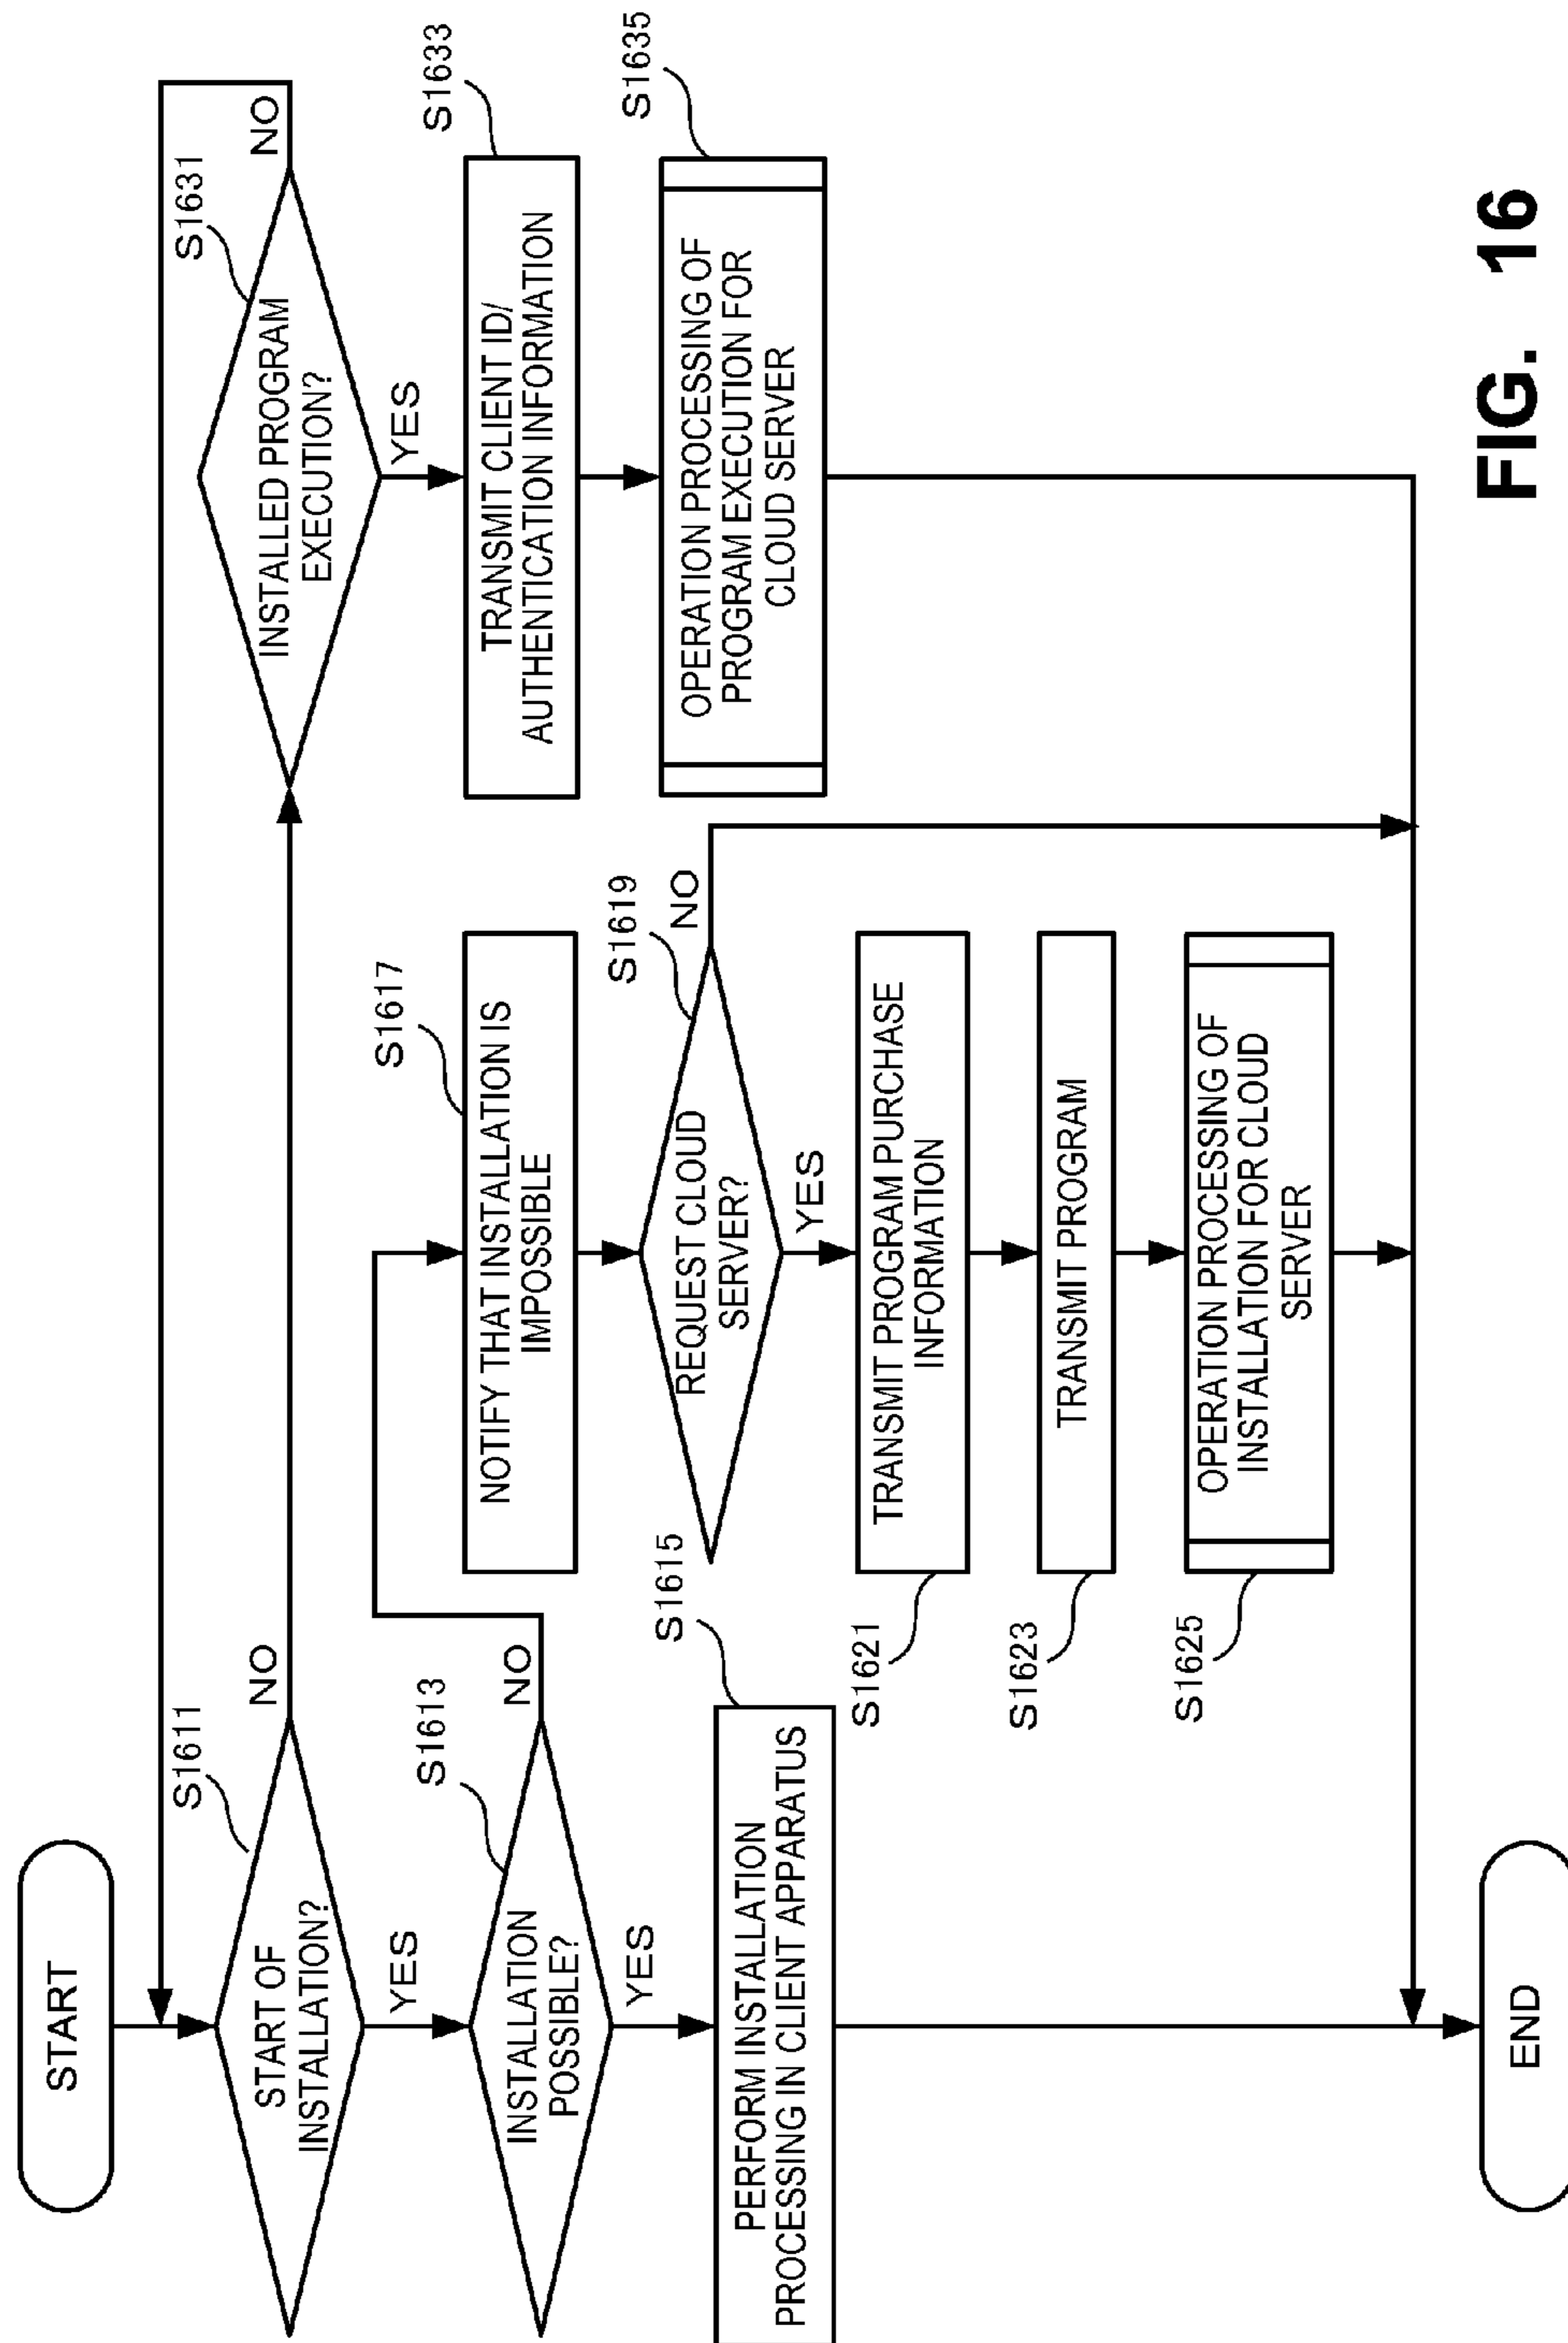 START
S1611
START OF
INSTALLATION?
NO
YES
S1613
INSTALLATION
POSSIBLE?
NO
YES
S1615
PERFORM INSTALLATION
PROCESSING IN CLIENT APPARATUS
S1617
NOTIFY THAT INSTALLATION IS
IMPOSSIBLE
S1619
REQUEST CLOUD
SERVER?
NO
YES
S1621
TRANSMIT PROGRAM PURCHASE
INFORMATION
S1623
TRANSMIT PROGRAM
S1625
OPERATION PROCESSING OF
INSTALLATION FOR CLOUD
SERVER
S1631
INSTALLED PROGRAM
EXECUTION?
NO
YES
S1633
TRANSMIT CLIENT ID/
AUTHENTICATION INFORMATION
S1635
OPERATION PROCESSING OF
PROGRAM EXECUTION FOR
CLOUD SERVER
END
FIG. 16